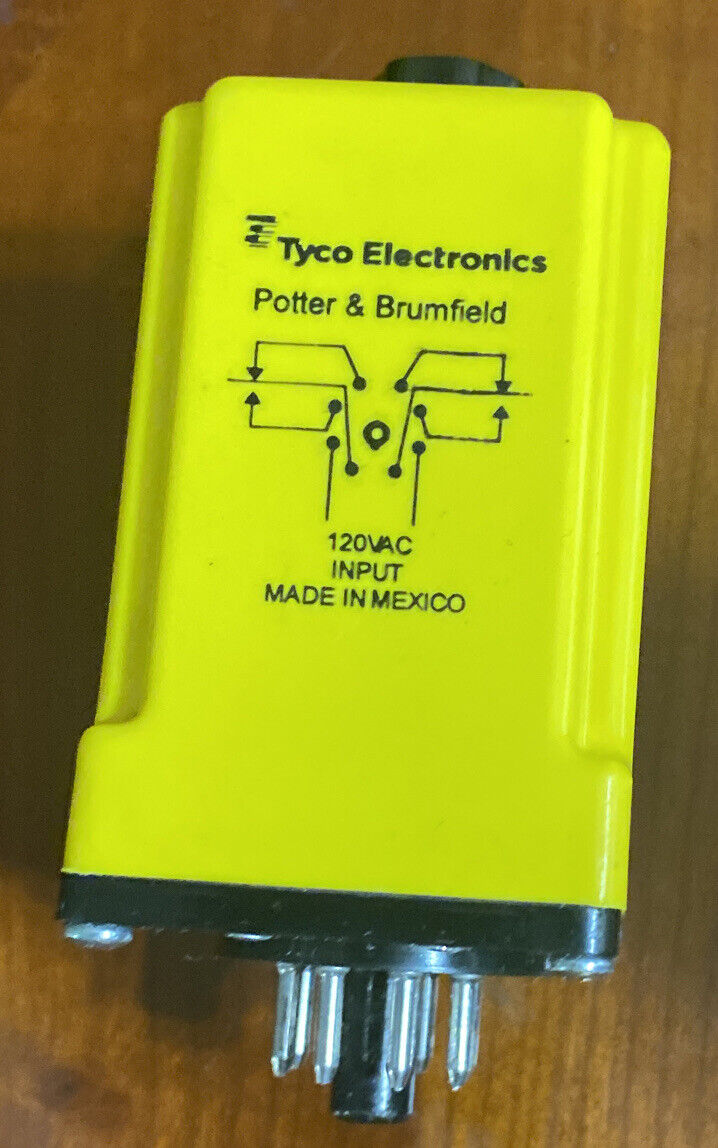 Tyco Electronics
Potter & Brumfield
120VAC
INPUT
MADE IN MEXICO